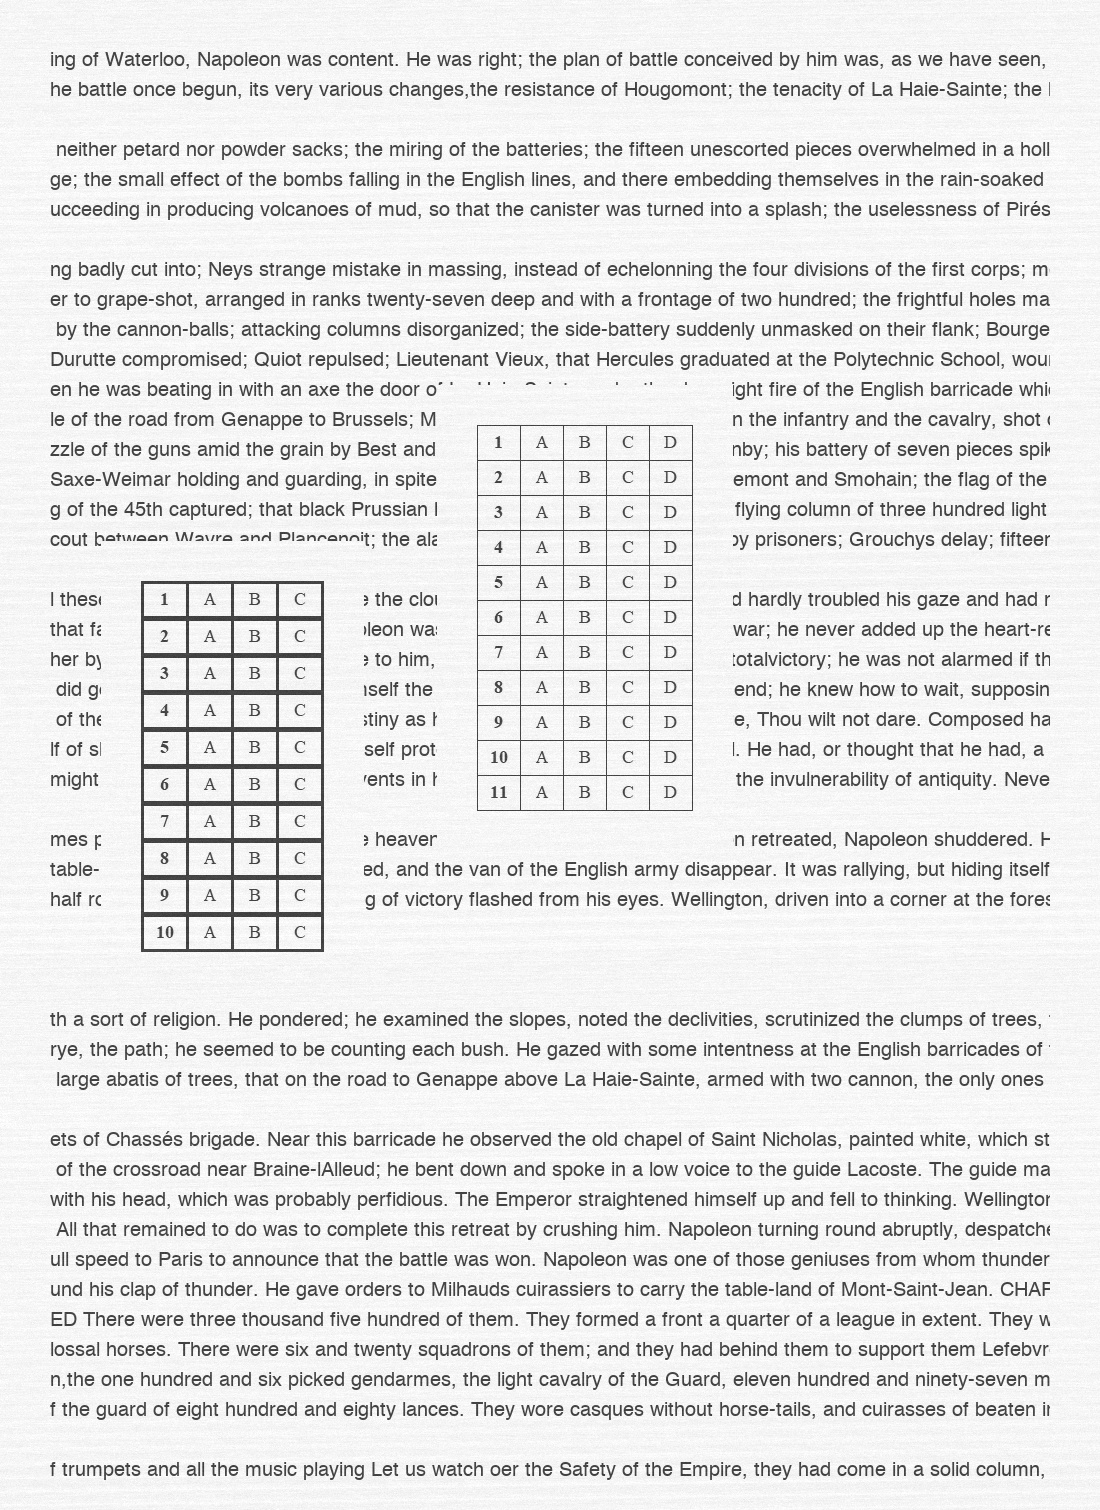 ing of Waterloo, Napoleon was content. He was right; the plan of battle conceived by him was, as we have seen,
he battle once begun, its very various changes,the resistance of Hougomont; the tenacity of La Haie-Sainte; the
neither petard nor powder sacks; the miring of the batteries; the fifteen unescorted pieces overwhelmed in a holl
ge; the small effect of the bombs falling in the English lines, and there embedding themselves in the rain-soaked
ucceeding in producing volcanoes of mud, so that the canister was turned into a splash; the uselessness of Pirés
ng badly cut into; Neys strange mistake in massing, instead of echelonning the four divisions of the first corps; m
er to grape-shot, arranged in ranks twenty-seven deep and with a frontage of two hundred; the frightful holes ma
by the cannon-balls; attacking columns disorganized; the side-battery suddenly unmasked on their flank; Bourge
Durutte compromised; Quiot repulsed; Lieutenant Vieux, that Hercules graduated at the Polytechnic School, wou
en he was beating in with an axe the door of ight fire of the English barricade whi
le of the road from Genappe to Brussels; M n the infantry and the cavalry, shot
zzle of the guns amid the grain by Best and nby; his battery of seven pieces spik
Saxe-Weimar holding and guarding, in spite emont and Smohain; the flag of the
g of the 45th captured; that black Prussian flying column of three hundred light
cout between Wavre and Plancenoit; the ala by prisoners; Grouchys delay; fifteen
l these the clou d hardly troubled his gaze and had
that fa oleon was war; he never added up the heart-re
her by to him, totalvictory; he was not alarmed if th
did g self the end; he knew how to wait, supposin
of the stiny as e, Thou wilt not dare. Composed ha
lf of s self prot . He had, or thought that he had, a
might vents in the invulnerability of antiquity. Neve
mes heaven n retreated, Napoleon shuddered. H
table- ed, and the van of the English army disappear. It was rallying, but hiding itself
half g of victory flashed from his eyes. Wellington, driven into a corner at the fores
1 A B C D
2 A B C D
3 A B C D
4 A B C D
5 A B C D
6 A B C D
7 A B C D
8 A B C D
9 A B C D
10 A B C D
11 A B C D
1 A B C
2 A B C
3 A B C
4 A B C
5 A B C
6 A B C
7 A B C
8 A B C
9 A B C
10 A B C
th a sort of religion. He pondered; he examined the slopes, noted the declivities, scrutinized the clumps of trees,
rye, the path; he seemed to be counting each bush. He gazed with some intentness at the English barricades of
large abatis of trees, that on the road to Genappe above La Haie-Sainte, armed with two cannon, the only ones
ets of Chassés brigade. Near this barricade he observed the old chapel of Saint Nicholas, painted white, which st
of the crossroad near Braine-lAlleud; he bent down and spoke in a low voice to the guide Lacoste. The guide ma
with his head, which was probably perfidious. The Emperor straightened himself up and fell to thinking. Wellington
All that remained to do was to complete this retreat by crushing him. Napoleon turning round abruptly, despatche
ull speed to Paris to announce that the battle was won. Napoleon was one of those geniuses from whom thunder
und his clap of thunder. He gave orders to Milhauds cuirassiers to carry the table-land of Mont-Saint-Jean. CHAP
ED There were three thousand five hundred of them. They formed a front a quarter of a league in extent. They w
lossal horses. There were six and twenty squadrons of them; and they had behind them to support them Lefebvr
n,the one hundred and six picked gendarmes, the light cavalry of the Guard, eleven hundred and ninety-seven m
f the guard of eight hundred and eighty lances. They wore casques without horse-tails, and cuirasses of beaten ir
f trumpets and all the music playing Let us watch oer the Safety of the Empire, they had come in a solid column,